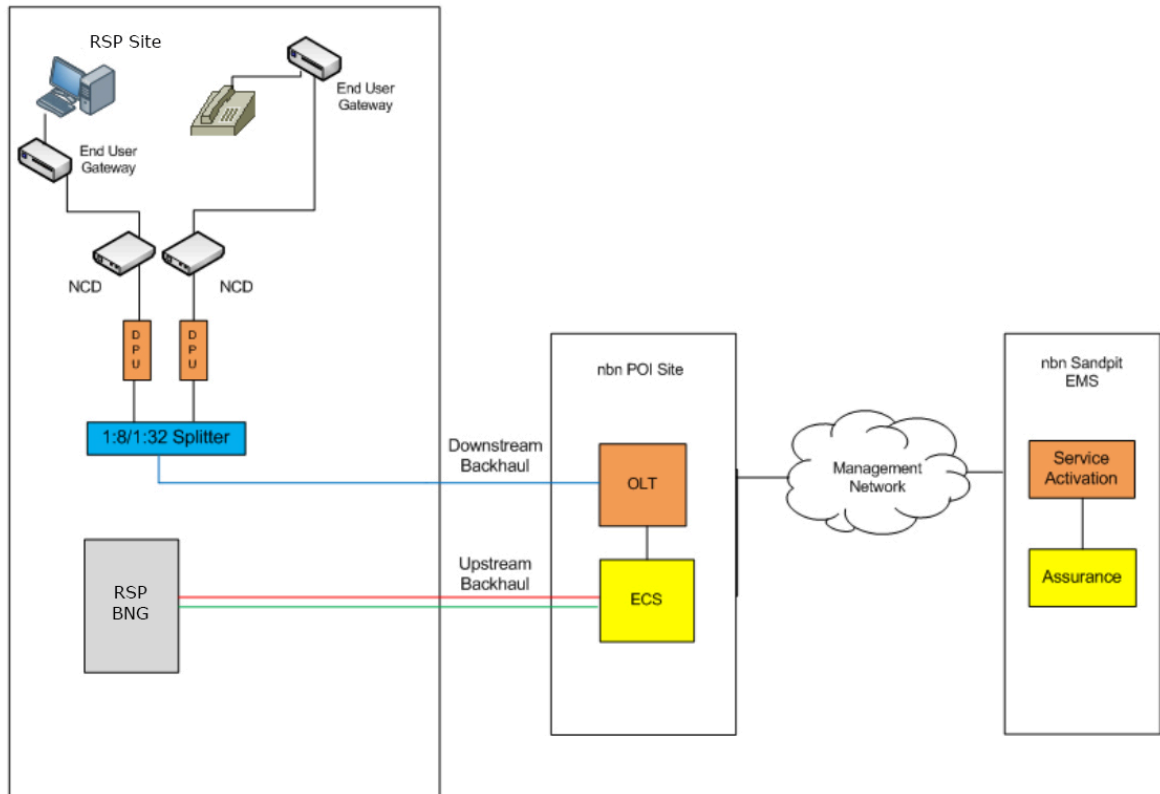 RSP Site
End User
Gateway
End User
Gateway
NCD
NCD
D
P
U
D
P
U
1:8/1:32 Splitter
RSP
BNG
Downstream
Backhaul
Upstream
Backhaul
nbn POI Site
OLT
ECS
Management
Network
nbn Sandpit
EMS
Service
Activation
Assurance